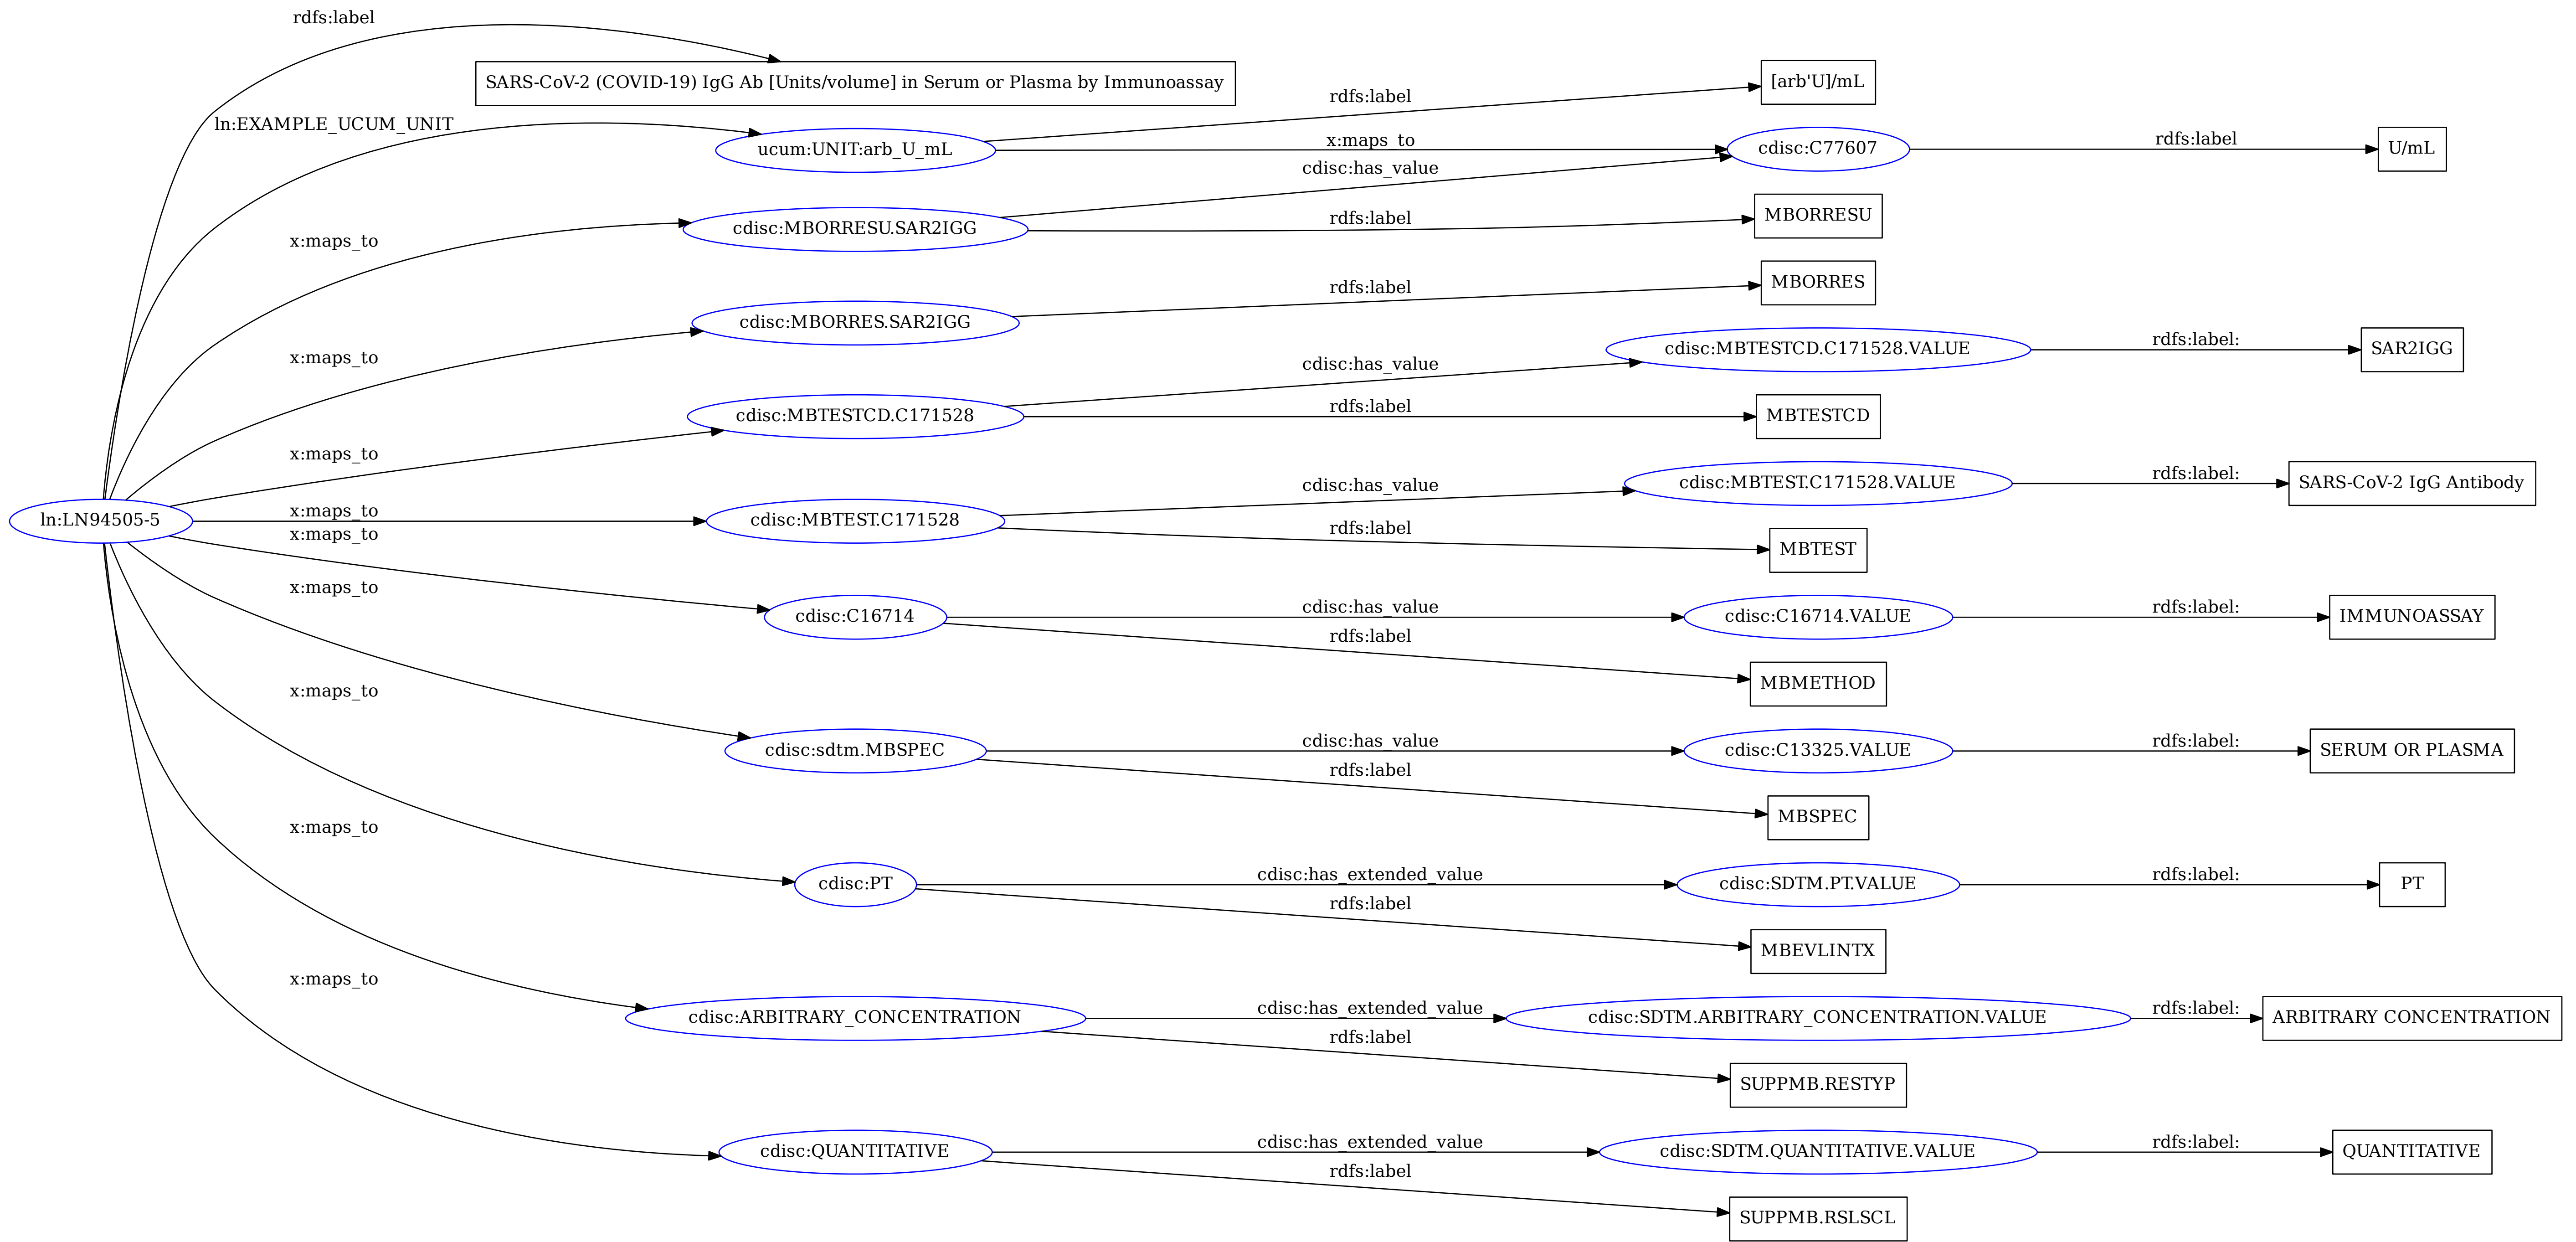 rdfs:label
SARS-CoV-2 (COVID-19) IgG Ab [Units/volume] in Serum or Plasma by Immunoassay
[arb'U]/mL
rdfs:label
ln:EXAMPLE_UCUM_UNIT
ucum:UNIT:arb_U_mL
x:maps_to
cdisc:C77607
rdfs:label
U/mL
cdisc:has_value
x:maps_to
cdisc:MBORRESU.SAR2IGG
rdfs:label
MBORRESU
x:maps_to
cdisc:MBORRES.SAR2IGG
rdfs:label
MBORRES
cdisc:has_value
cdisc:MBTESTCD.C171528.VALUE
rdfs:label:
SAR2IGG
x:maps_to
cdisc:MBTESTCD.C171528
rdfs:label
MBTESTCD
cdisc:has_value
cdisc:MBTEST.C171528.VALUE
rdfs:label:
SARS-CoV-2 IgG Antibody
ln:LN94505-5
x:maps_to
cdisc:MBTEST.C171528
rdfs:label
MBTEST
x:maps_to
cdisc:C16714
cdisc:has_value
cdisc:C16714.VALUE
rdfs:label:
IMMUNOASSAY
rdfs:label
MBMETHOD
x:maps_to
cdisc:sdtm.MBSPEC
cdisc:has_value
cdisc:C13325.VALUE
rdfs:label:
SERUM OR PLASMA
rdfs:label
MBSPEC
x:maps_to
cdisc:PT
cdisc:has_extended_value
cdisc:SDTM.PT.VALUE
rdfs:label:
PT
rdfs:label
MBEVLINTX
x:maps_to
cdisc:ARBITRARY_CONCENTRATION
cdisc:has_extended_value
cdisc:SDTM.ARBITRARY_CONCENTRATION.VALUE
rdfs:label:
ARBITRARY CONCENTRATION
rdfs:label
SUPPMB.RESTYP
x:maps_to
cdisc:QUANTITATIVE
cdisc:has_extended_value
cdisc:SDTM.QUANTITATIVE.VALUE
rdfs:label:
QUANTITATIVE
rdfs:label
SUPPMB.RSLSCL